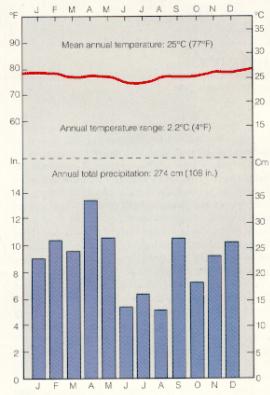 °F J F M A M J J A S O N D °C
35
90
30
Mean annual temperature: 25°C (77°F)
80
25
70
20
60
15
Annual temperature range: 2.2°C (4°F)
In. Cm
Annual total precipitation: 274 cm (108 in.)
14 35
12 30
10 25
8 20
6 15
4 10
2 5
0 0
J F M A M J J A S O N D